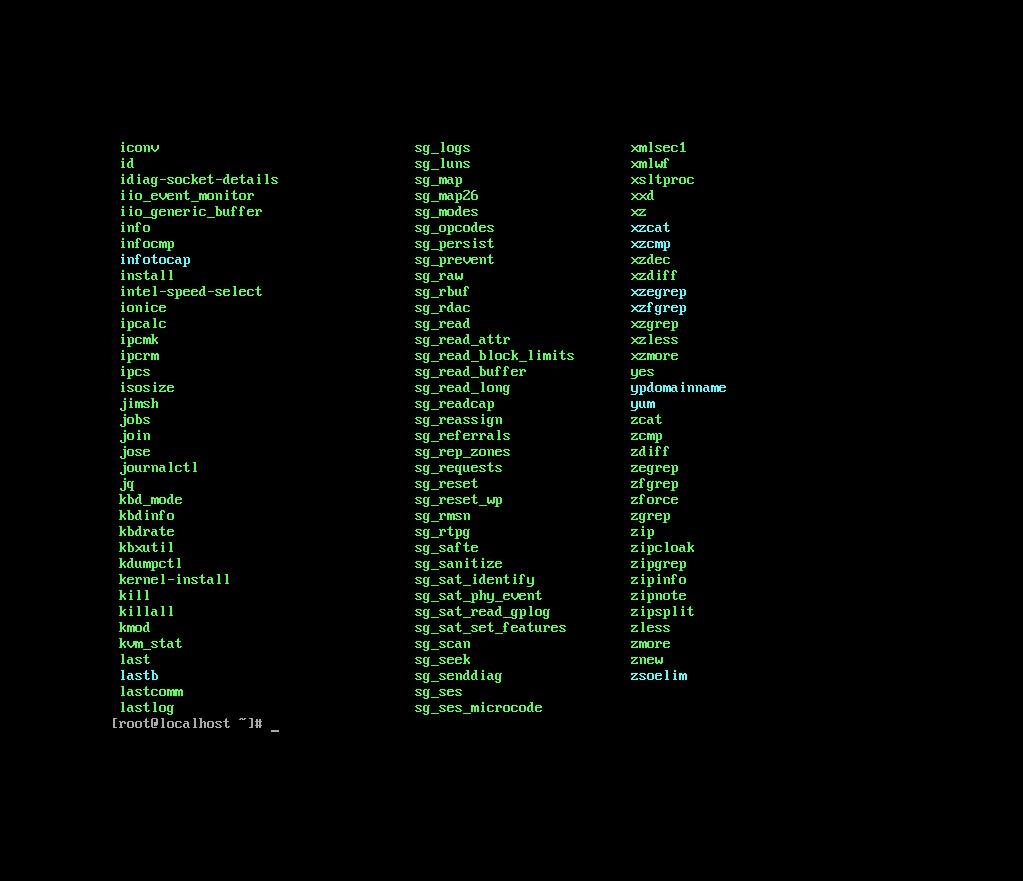 iconv sg_logs xmlsec1
id sg_luns xmlwf
idiag-socket-details sg_map xsltproc
iio_event_monitor sg_map26 xxd
iio_generic_buffer sg_modes xz
info sg_opcodes xzcat
infocmp sg_persist xzcmp
infotocap sg_prevent xzdec
install sg_raw xzdiff
intel-speed-select sg_rbuf xzegrep
ionice sg_rdac xzfgrep
ipcalc sg_read xzgrep
ipcmk sg_read_attr xzless
ipcrm sg_read_block_limits xzmore
ipcs sg_read_buffer yes
isosize sg_read_long ypdomainname
jimsh sg_readcap yum
jobs sg_reassign zcat
join sg_referrals zcmp
jose sg_rep_zones zdiff
journalctl sg_requests zegrep
jq sg_reset zfgrep
kbd_mode sg_reset_wp zforce
kbdinfo sg_rmsn zgrep
kbdrate sg_rtpg zip
kbxutil sg_safte zipcloak
kdumpctl sg_sanitize zipgrep
kernel-install sg_sat_identify zipinfo
kill sg_sat_phy_event zipnote
killall sg_sat_read_gplog zipsplit
kmod sg_sat_set_features zless
kvm_stat sg_scan zmore
last sg_seek znew
lastb sg_senddiag zsoelim
lastcomm sg_ses
lastlog sg_ses_microcode
[root@localhost ~]# _